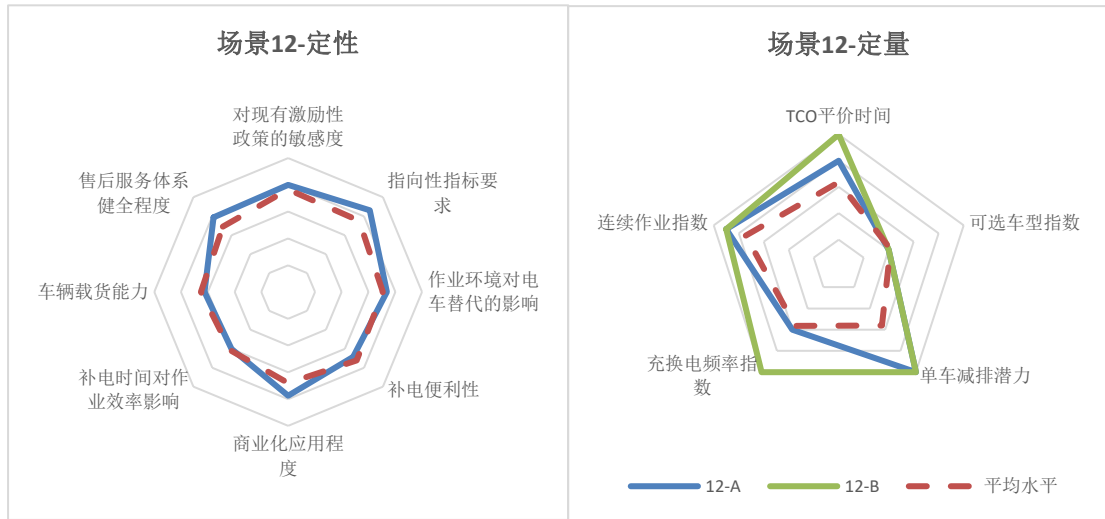 场景12-定性
对现有激励性
政策的敏感度
售后服务体系
健全程度
指向性指标要
求
车辆载货能力
作业环境对电
车替代的影响
补电时间对作
业效率影响
补电便利性
商业化应用程
度
场景12-定量
TCO平价时间
连续作业指数
可选车型指数
充换电频率指
数
单车减排潜力
12-A
12-B
平均水平